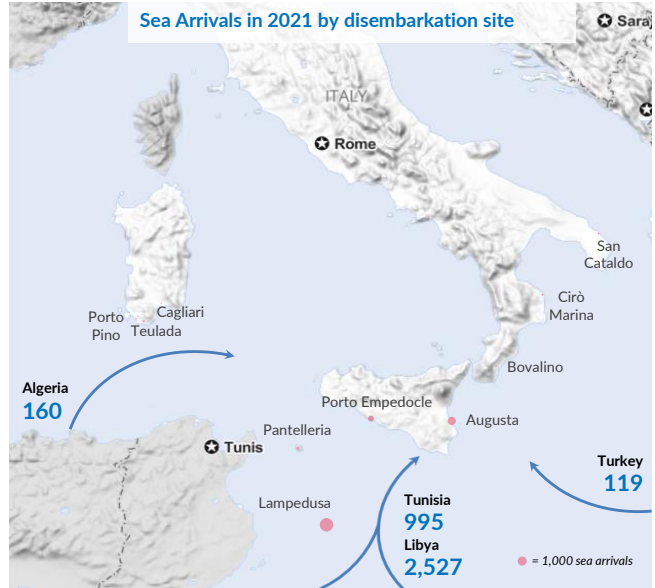 Sea Arrivals in 2021 by disembarkation site
ITALY
Rome
San
Cataldo
Cirò
Marina
Porto
Pino
Cagliari
Teulada
Bovalino
Algeria
160
Porto Empedocle
Augusta
Pantelleria
Tunis
Turkey
119
Lampedusa
Tunisia
995
Libya
2,527
= 1,000 sea arrivals